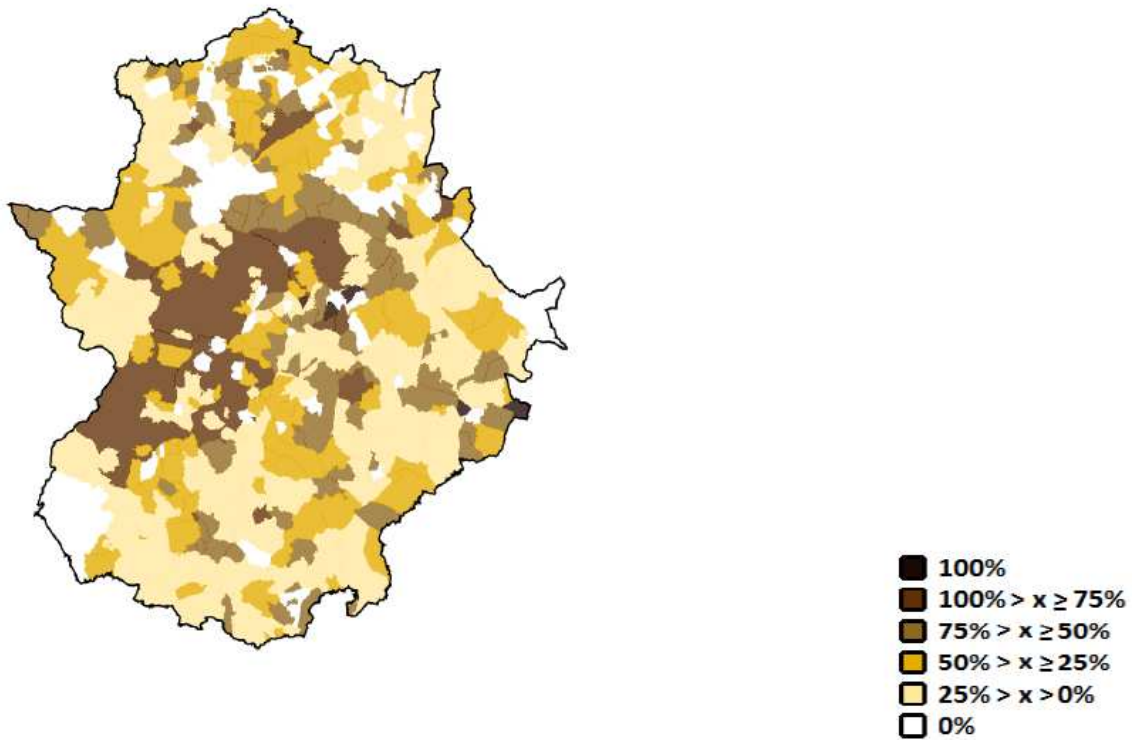 100%
100% > x ≥ 75%
75% > x ≥ 50%
50% > x ≥ 25%
25% > x > 0%
0%